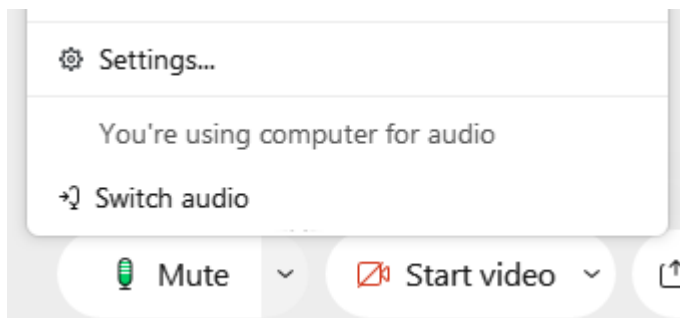 Settings...
You're using computer for audio
Switch audio
Mute
Start video